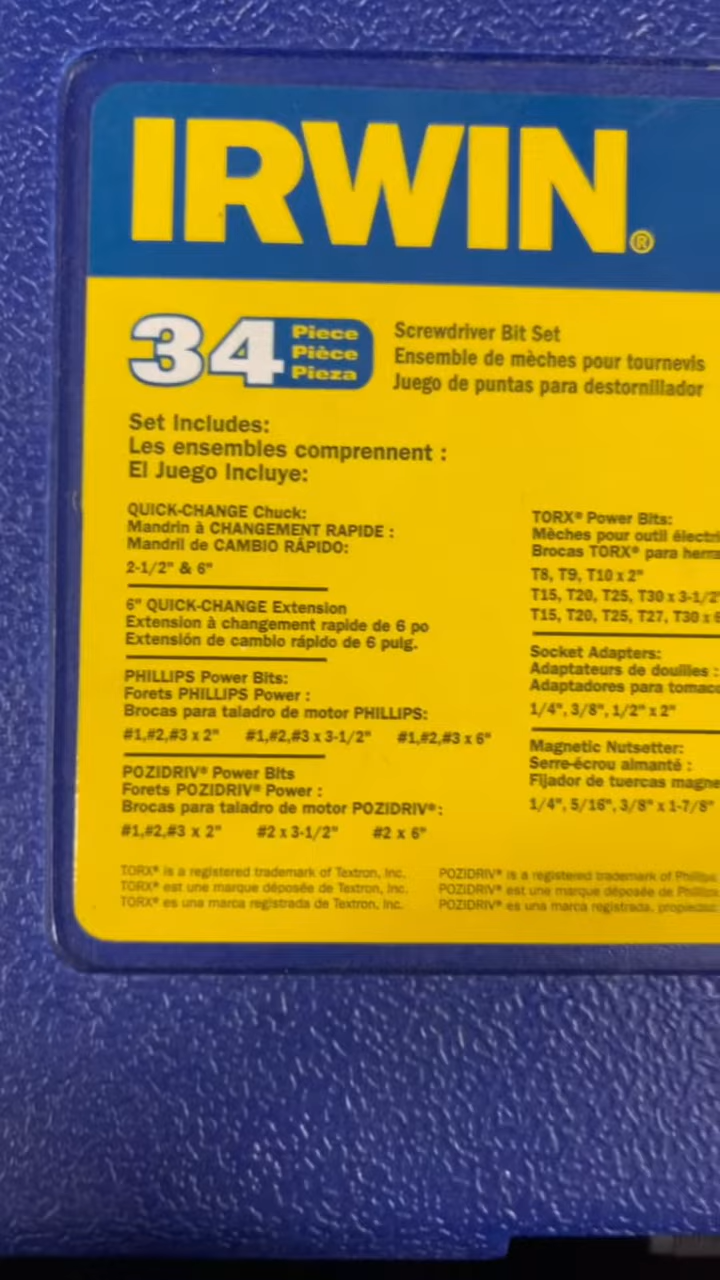 IRWIN®
34 Piece
Pièce
Pieza
Screwdriver Bit Set
Ensemble de mèches pour tournevis
Juego de puntas para destornillador
Set Includes:
Les ensembles comprennent :
El Juego Incluye:
QUICK-CHANGE Chuck:
Mandrin à CHANGEMENT RAPIDE :
Mandril de CAMBIO RÁPIDO:
2-1/2" & 6"
6" QUICK-CHANGE Extension
Extension à changement rapide de 6 po
Extensión de cambio rápido de 6 pulg.
PHILLIPS Power Bits:
Forets PHILLIPS Power :
Brocas para taladro de motor PHILLIPS:
#1,#2,#3 x 2" #1,#2,#3 x 3-1/2" #1,#2,#3 x 6"
POZIDRIV® Power Bits
Forets POZIDRIV® Power :
Brocas para taladro de motor POZIDRIV®:
#1,#2,#3 x 2" #2 x 3-1/2" #2 x 6"
TORX® Power Bits:
Mèches pour outil
Brocas TORX® para
T8, T9, T10 x 2"
T15, T20, T25, T30 x 3-1/2"
T15, T20, T25, T27, T30 x 6
Socket Adapters:
Adaptateurs de douilles :
Adaptadores para
1/4", 3/8", 1/2" x 2"
Magnetic Nutsetter:
Serre-écrou aimanté :
Fijador de tuercas
1/4", 5/16", 3/8" x 1-7/8"
TORX® is a registered trademark of Textron, Inc.
TORX® est une marque déposée de Textron, Inc.
TORX® es una marca registrada de Textron, Inc.
POZIDRIV® is a registered trademark of Phillips
POZIDRIV® est une marque déposée de Phillips
POZIDRIV® es una marca registrada, propiedad